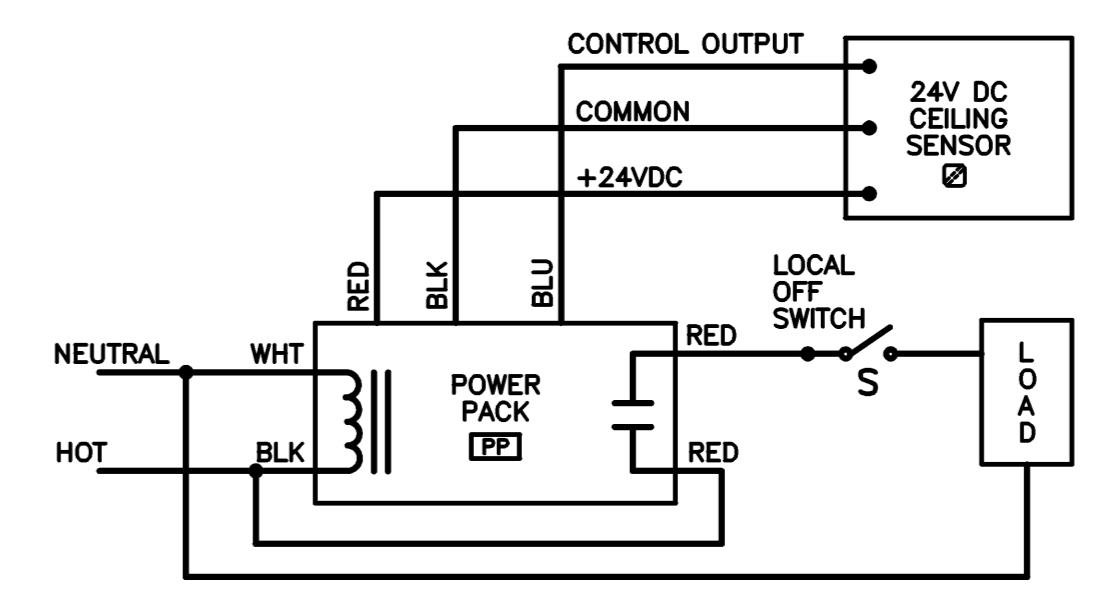 CONTROL OUTPUT
COMMON
+24VDC
24V DC
CEILING
SENSOR
RED
BLK
BLU
LOCAL
OFF
SWITCH
S
NEUTRAL
WHT
HOT
BLK
POWER
PACK
PP
RED
RED
LOAD